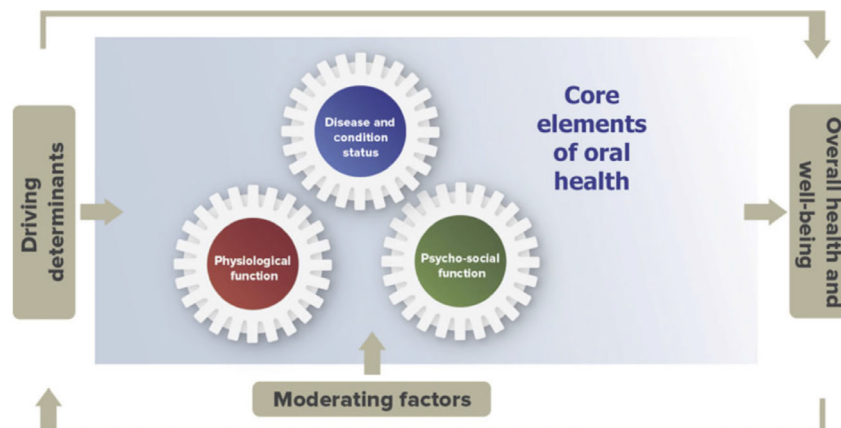 Core
elements
of oral
health
Disease and
condition
status
Driving
determinants
Physiological
function
Psycho-social
function
Overall health and
well-being
Moderating factors